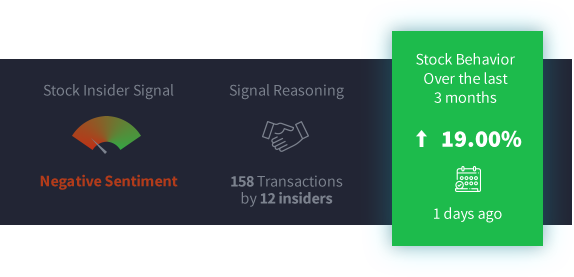 Stock Insider Signal
Negative Sentiment
Signal Reasoning
158 Transactions
by 12 insiders
Stock Behavior
Over the last
3 months
19.00%
1 days ago